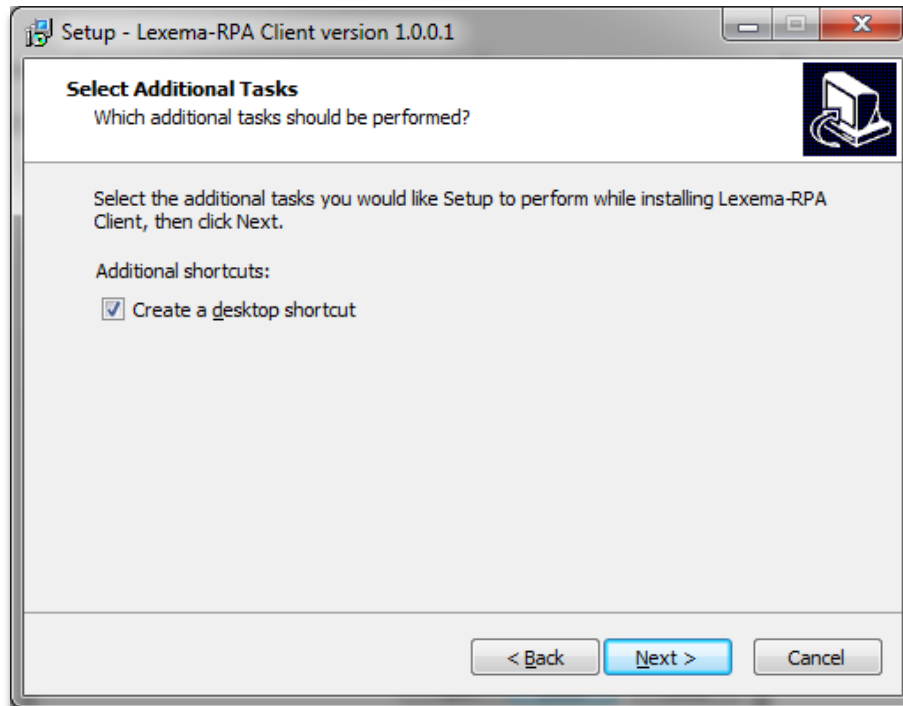 Setup - Lexema-RPA Client version 1.0.0.1
Select Additional Tasks
Which additional tasks should be performed?
Select the additional tasks you would like Setup to perform while installing Lexema-RPA
Client, then click Next.
Additional shortcuts:
Create a desktop shortcut
< Back
Next >
Cancel